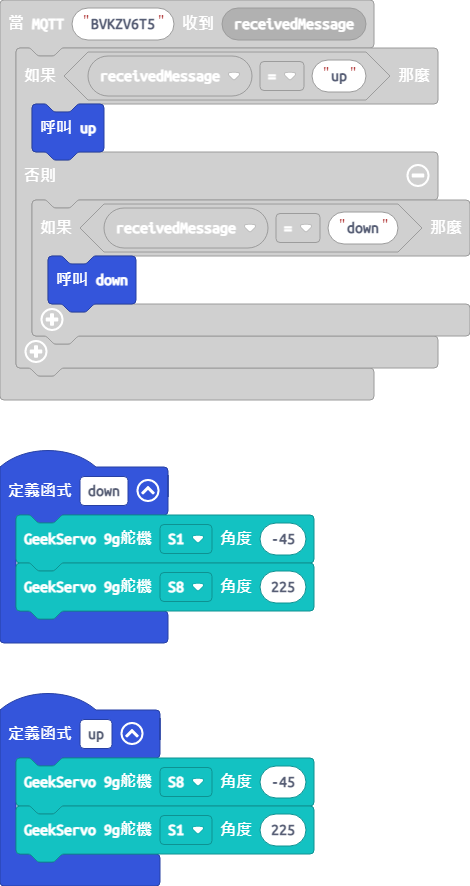 當 MQTT "BVKZV6T5" 收到 receivedMessage
如果 receivedMessage = "up" 那麼
呼叫 up
否則
如果 receivedMessage = "down" 那麼
呼叫 down
定義函式 down
GeekServo 9g舵機 S1 角度 -45
GeekServo 9g舵機 S8 角度 225
定義函式 up
GeekServo 9g舵機 S8 角度 -45
GeekServo 9g舵機 S1 角度 225